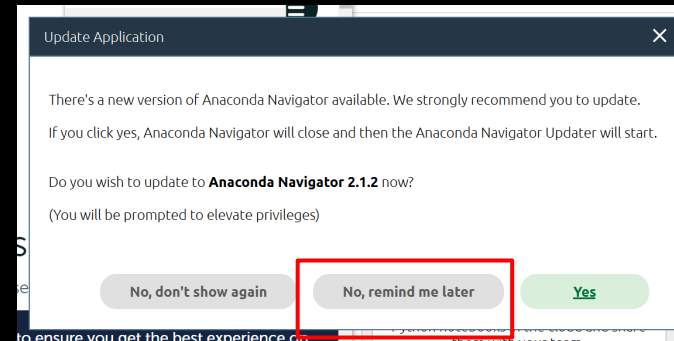 Update Application
There's a new version of Anaconda Navigator available. We strongly recommend you to update.
If you click yes, Anaconda Navigator will close and then the Anaconda Navigator Updater will start.
Do you wish to update to Anaconda Navigator 2.1.2 now?
(You will be prompted to elevate privileges)
No, don't show again
No, remind me later
Yes
to ensure you get the best experience on